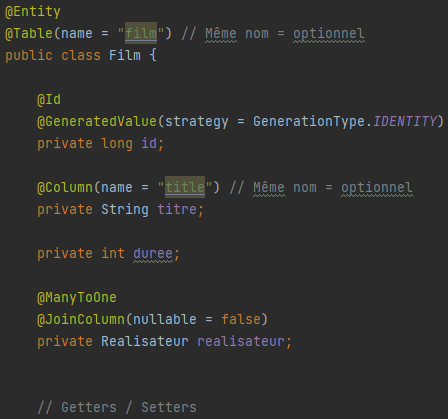 @Entity
@Table(name = "film") // Même nom = optionnel
public class Film {
@Id
@GeneratedValue(strategy = GenerationType.IDENTITY)
private long id;
@Column(name = "title") // Même nom = optionnel
private String titre;
private int duree;
@ManyToOne
@JoinColumn(nullable = false)
private Realisateur realisateur;
// Getters / Setters